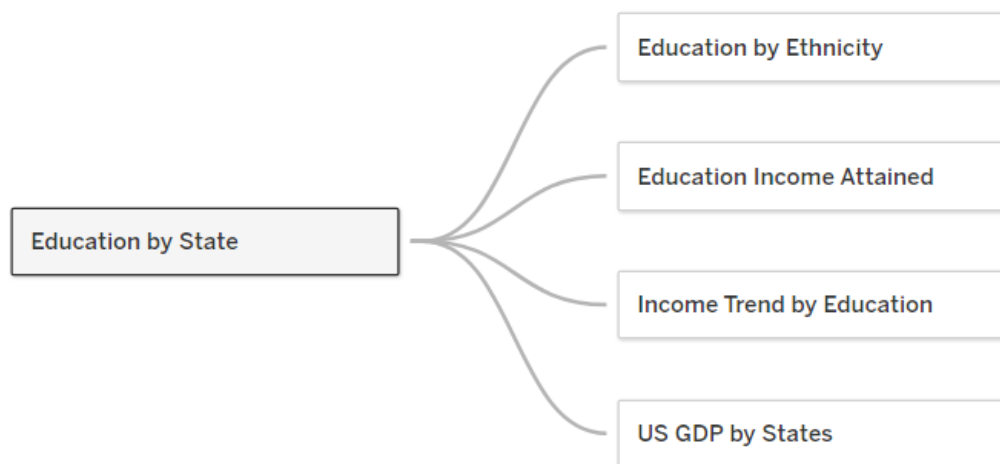 Education by Ethnicity
Education Income Attained
Education by State
Income Trend by Education
US GDP by States